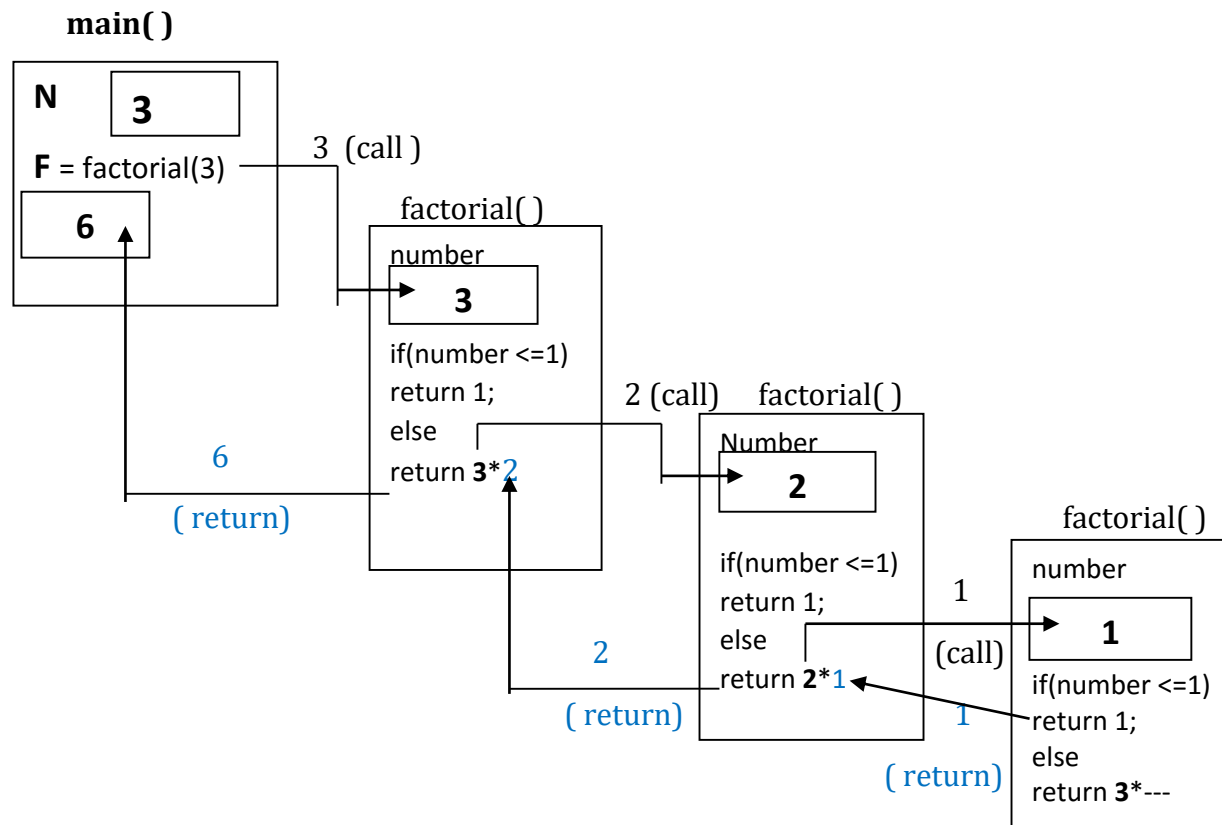 main( )
N
3
F = factorial(3)
6
3 (call )
factorial( )
number
3
if(number <=1)
return 1;
else
return 3*2
6
( return)
2 (call)
factorial( )
Number
2
if(number <=1)
return 1;
else
return 2*1
2
( return)
1
(call)
factorial( )
number
1
if(number <=1)
return 1;
else
return 3*---
1
( return)